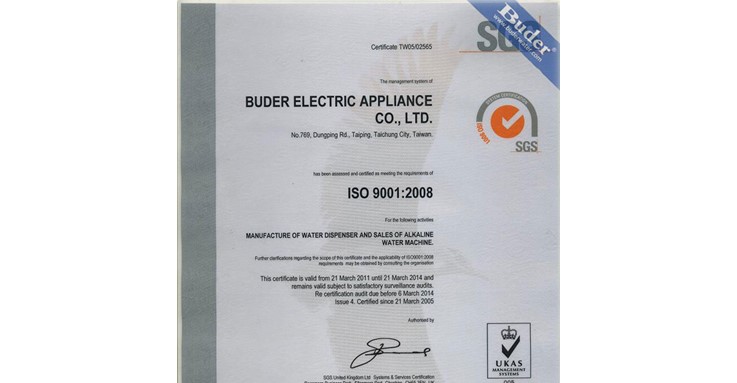 Buder
www.buderwater.com
SGS
Certificate TW05/02565
The management system of
BUDER ELECTRIC APPLIANCE
CO., LTD.
No.769, Dungping Rd., Taiping, Taichung City, Taiwan.
SYSTEM CERTIFICATION
ISO 9001
SGS
has been assessed and certified as meeting the requirements of
ISO 9001:2008
For the following activities
MANUFACTURE OF WATER DISPENSER AND SALES OF ALKALINE
WATER MACHINE.
Further clarifications regarding the scope of this certificate and the applicability of ISO9001:2008
requirements may be obtained by consulting the organisation
This certificate is valid from 21 March 2011 until 21 March 2014 and
remains valid subject to satisfactory surveillance audits.
Re certification audit due before 6 March 2014
Issue 4. Certified since 21 March 2005
Authorised by
UKAS
MANAGEMENT
SYSTEMS
005
SGS United Kingdom Ltd Systems & Services Certification